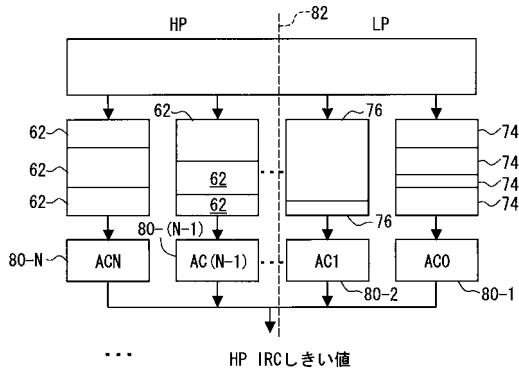 HP
82
LP
62
62
62
62
62
62
76
76
74
74
74
74
80-N
ACN
80-(N-1)
AC(N-1)
AC1
80-2
AC0
80-1
HP IRCしきい値